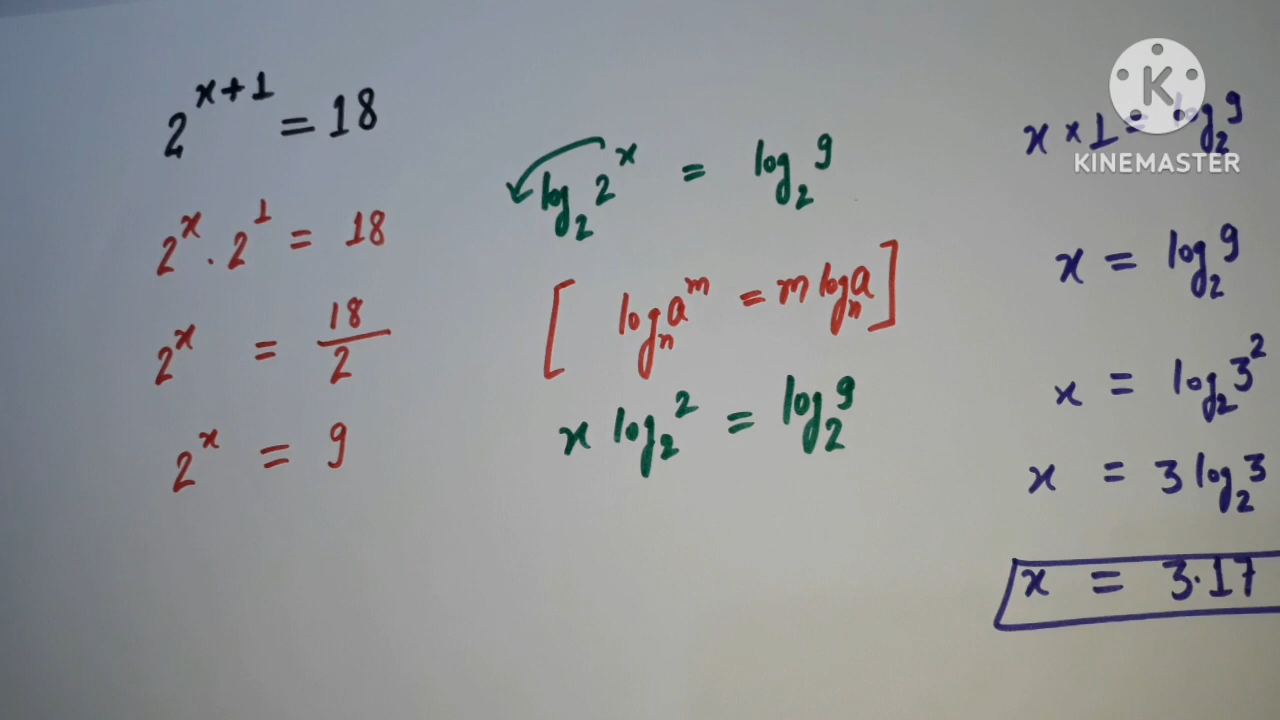 2^{x+1} = 18
2^x . 2^1 = 18
2^x = 18/2
2^x = 9
log_2 2^x = log_2 9
[ log_n a^m = m log_n a ]
x log_2 2 = log_2 9
K
KINEMASTER
x × 1 = log_2 9
x = log_2 9
x = log_2 3^2
x = 3 log_2 3
x = 3.17